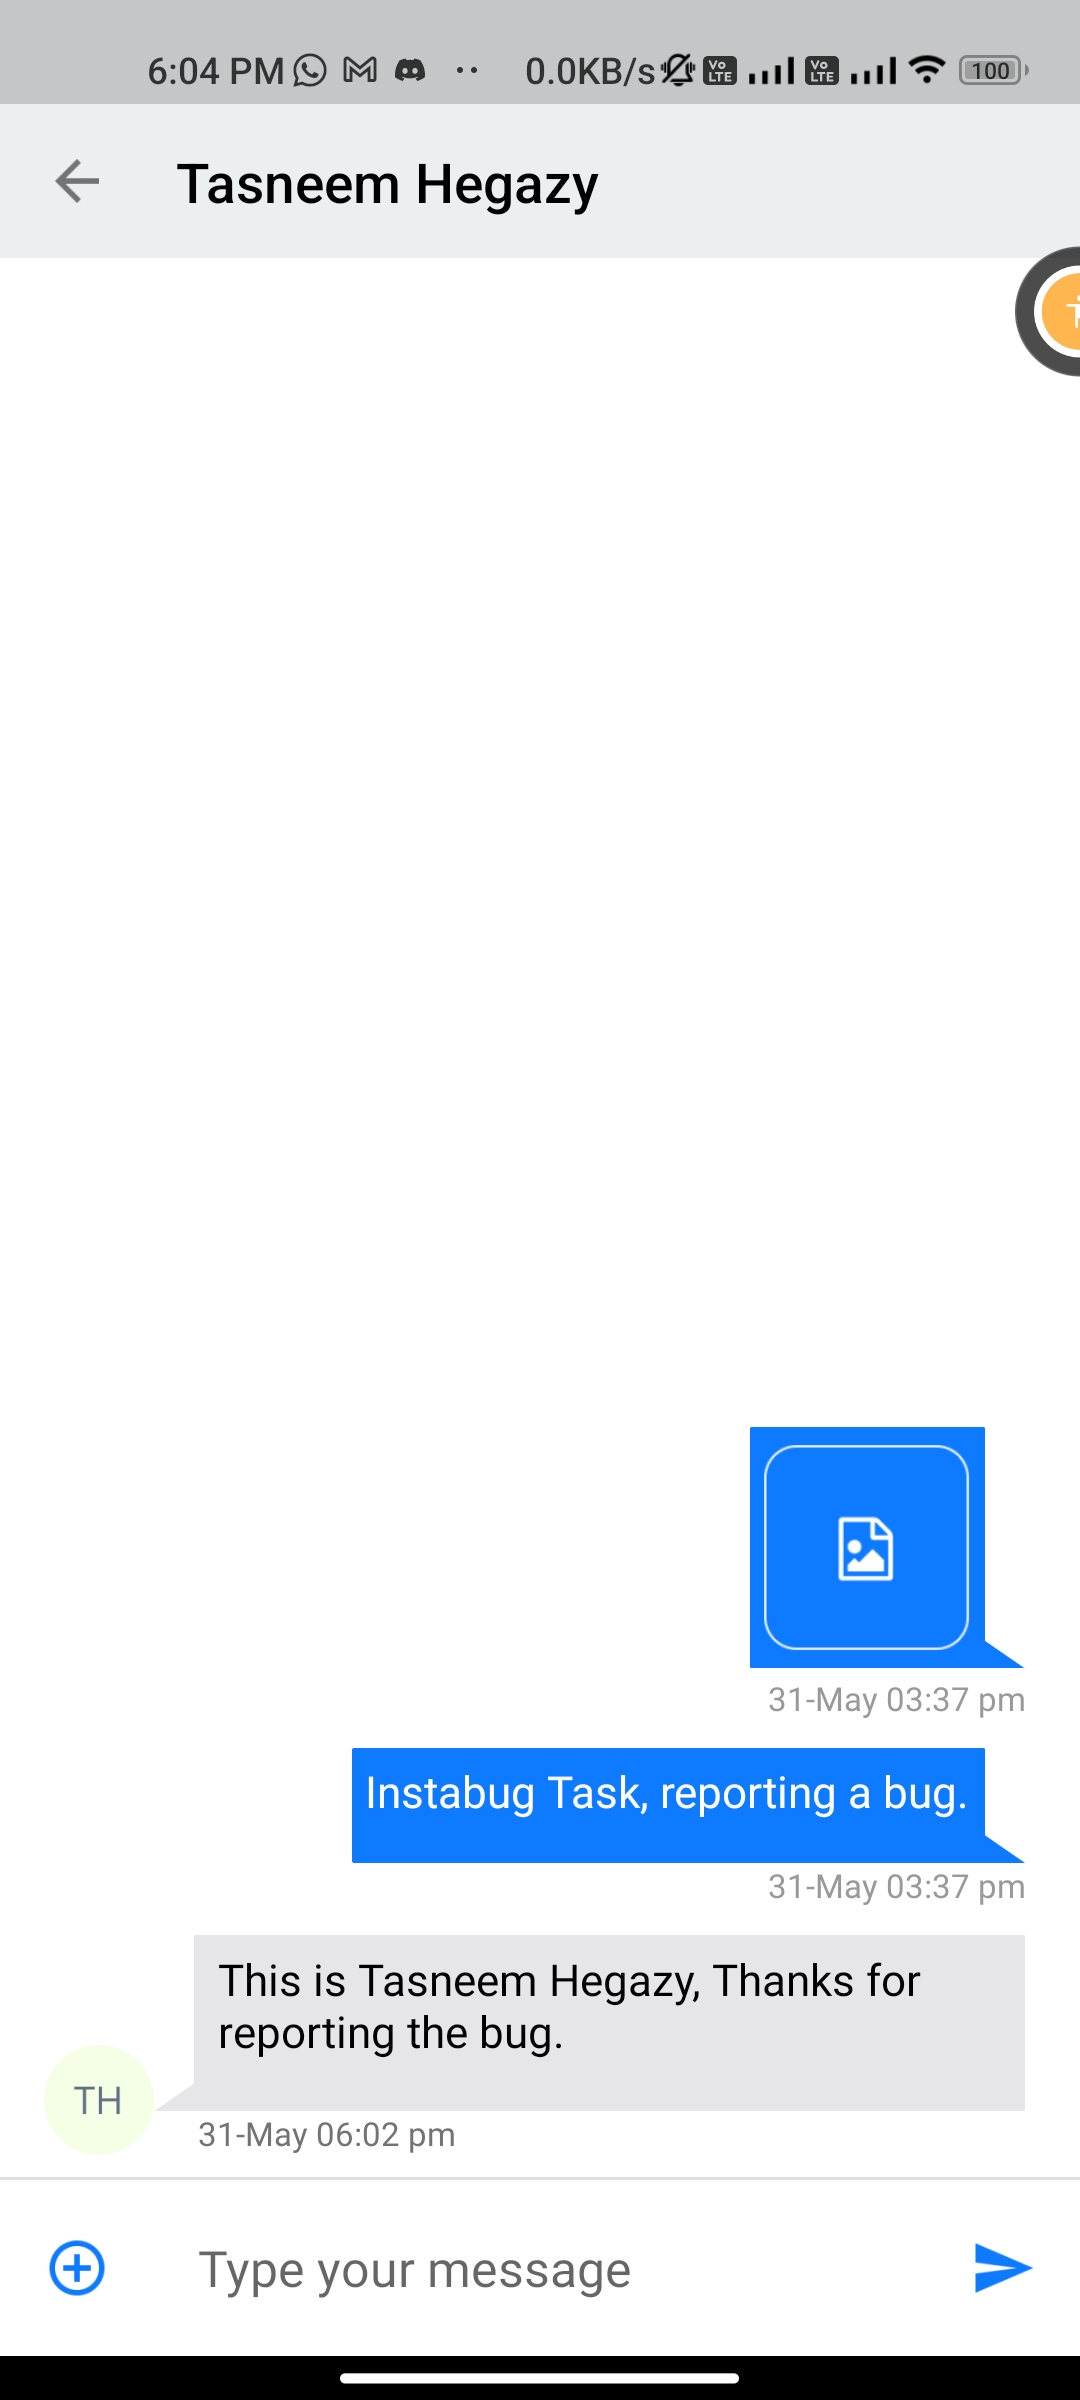 6:04 PM 0.0KB/s Vo LTE Vo LTE 100
Tasneem Hegazy
31-May 03:37 pm
Instabug Task, reporting a bug.
31-May 03:37 pm
This is Tasneem Hegazy, Thanks for
reporting the bug.
TH
31-May 06:02 pm
Type your message